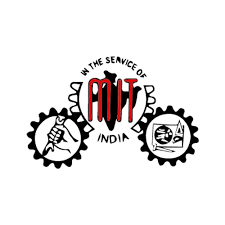 IN THE SERVICE OF
MIT
INDIA